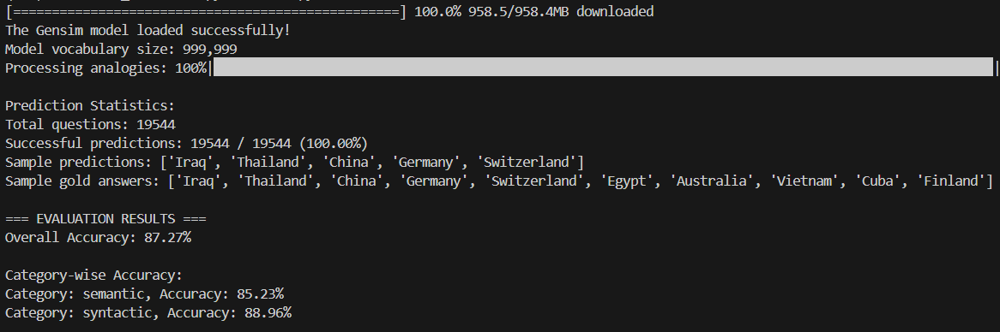 [================================================] 100.0% 958.5/958.4MB downloaded
The Gensim model loaded successfully!
Model vocabulary size: 999,999
Processing analogies: 100%| |
Prediction Statistics:
Total questions: 19544
Successful predictions: 19544 / 19544 (100.00%)
Sample predictions: ['Iraq', 'Thailand', 'China', 'Germany', 'Switzerland']
Sample gold answers: ['Iraq', 'Thailand', 'China', 'Germany', 'Switzerland', 'Egypt', 'Australia', 'Vietnam', 'Cuba', 'Finland']
=== EVALUATION RESULTS ===
Overall Accuracy: 87.27%
Category-wise Accuracy:
Category: semantic, Accuracy: 85.23%
Category: syntactic, Accuracy: 88.96%